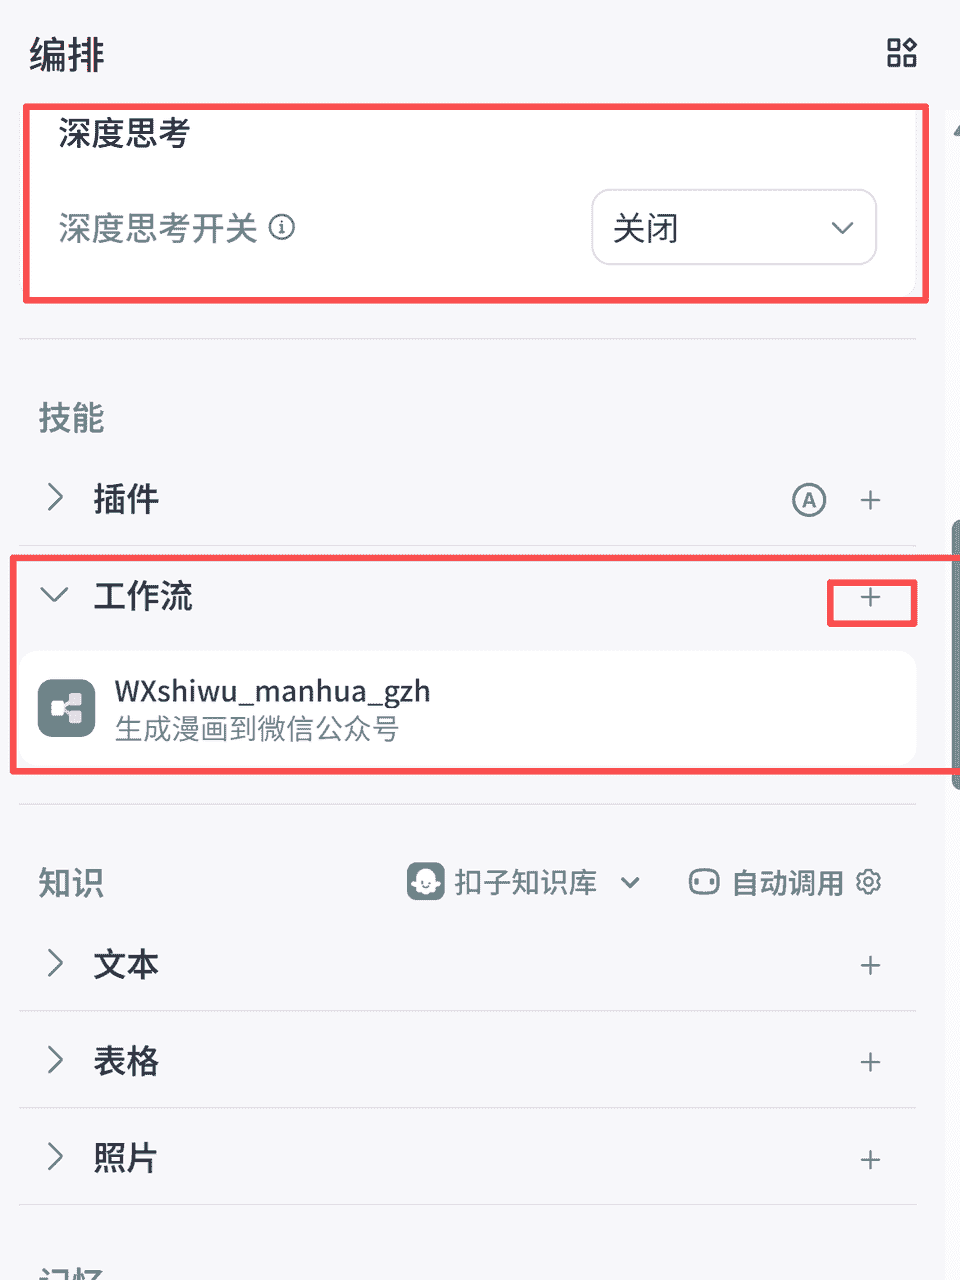 编排
深度思考
深度思考开关
关闭
技能
插件
A
工作流
WXshiwu_manhua_gzh
生成漫画到微信公众号
知识
扣子知识库
自动调用
文本
表格
照片
记忆